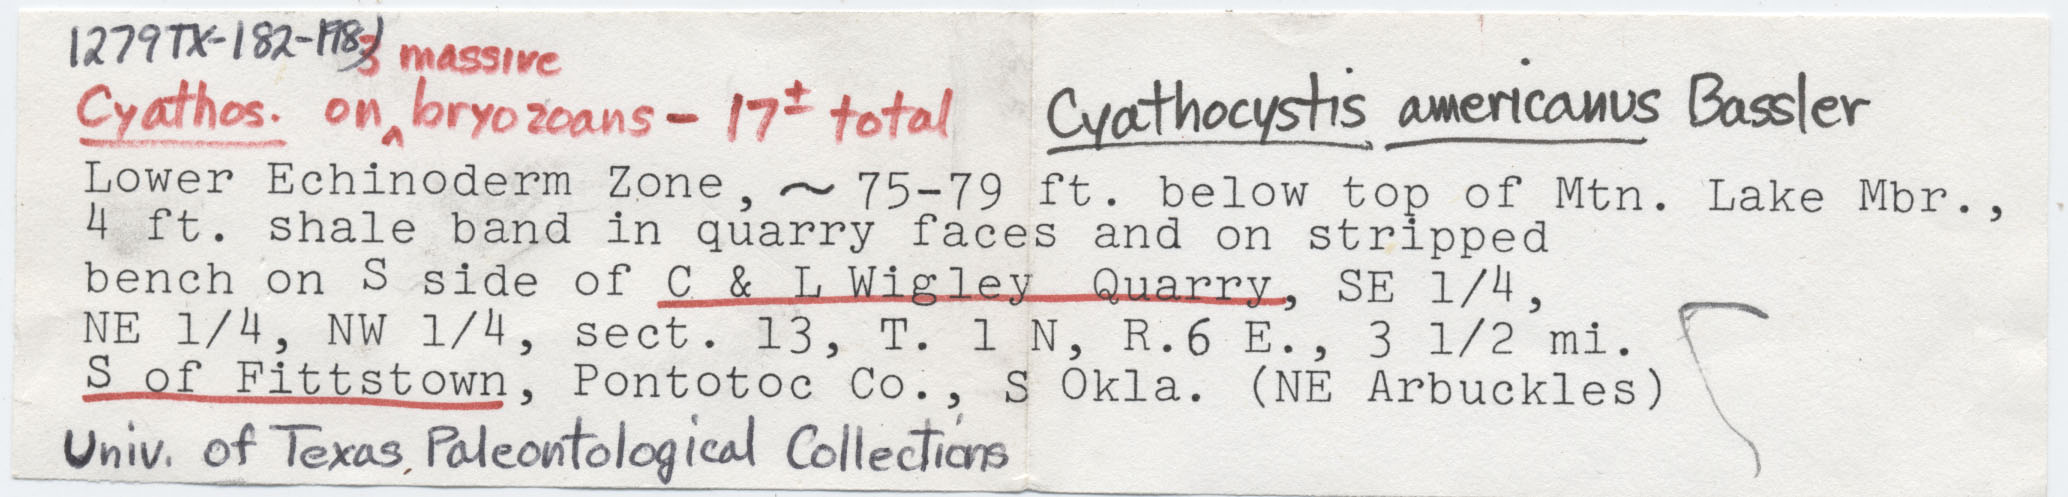 1279TX-182-198
Cyathos. on 3 massive bryozoans - 17± total
Cyathocystis americanus Bassler
Lower Echinoderm Zone, ~ 75-79 ft. below top of Mtn. Lake Mbr.,
4 ft. shale band in quarry faces and on stripped
bench on S side of C & L Wigley Quarry, SE 1/4,
NE 1/4, NW 1/4, sect. 13, T. 1 N, R.6 E., 3 1/2 mi.
S of Fittstown, Pontotoc Co., S Okla. (NE Arbuckles)
Univ. of Texas Paleontological Collections